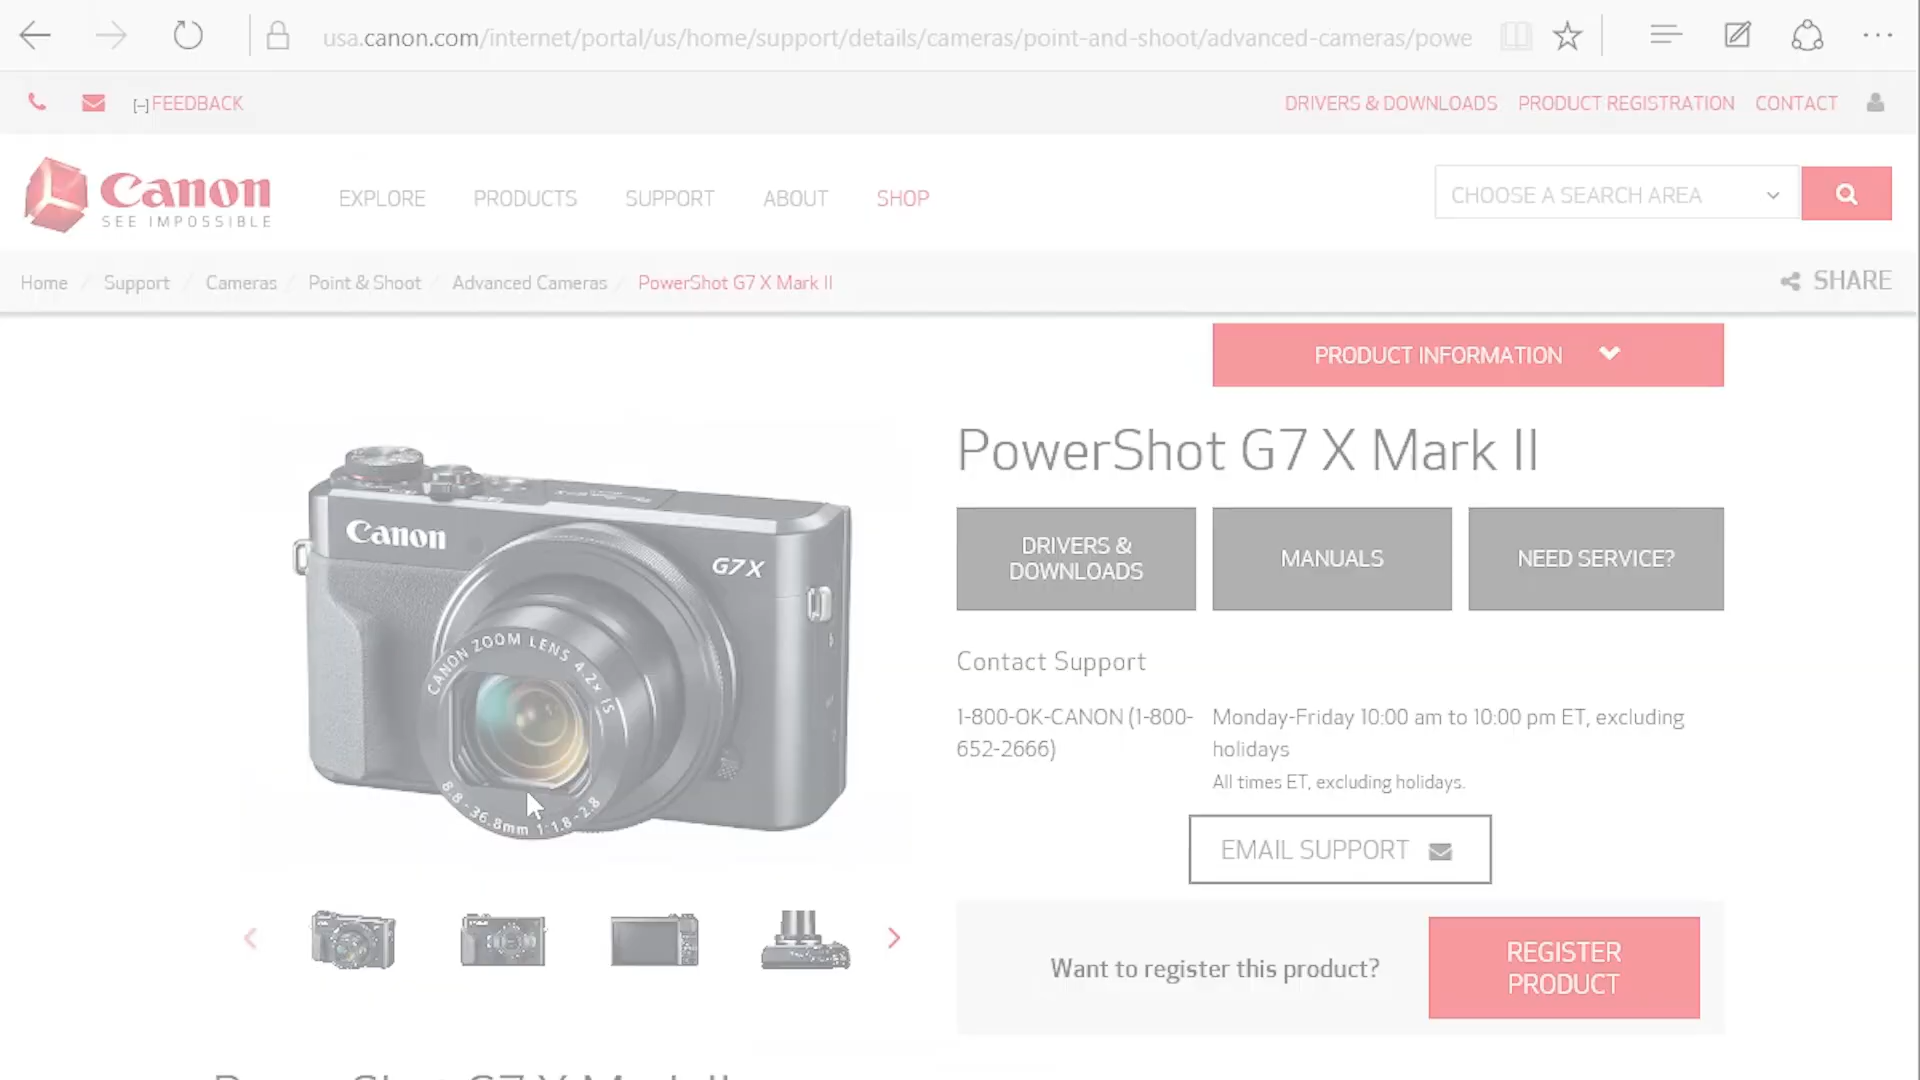 usa.canon.com/internet/portal/us/home/support/details/cameras/point-and-shoot/advanced-cameras/powe
[-] FEEDBACK
DRIVERS & DOWNLOADS PRODUCT REGISTRATION CONTACT
Canon
SEE IMPOSSIBLE
EXPLORE PRODUCTS SUPPORT ABOUT SHOP
CHOOSE A SEARCH AREA
Home / Support / Cameras / Point & Shoot / Advanced Cameras / PowerShot G7 X Mark II
SHARE
PRODUCT INFORMATION
PowerShot G7 X Mark II
Canon
G7X
CANON ZOOM LENS 4.2x IS
8.8-36.8mm 1:1.8-2.8
DRIVERS &
DOWNLOADS
MANUALS
NEED SERVICE?
Contact Support
1-800-OK-CANON (1-800-
652-2666)
Monday-Friday 10:00 am to 10:00 pm ET, excluding
holidays
All times ET, excluding holidays.
EMAIL SUPPORT
Want to register this product?
REGISTER
PRODUCT
PowerShot G7 X Mark II